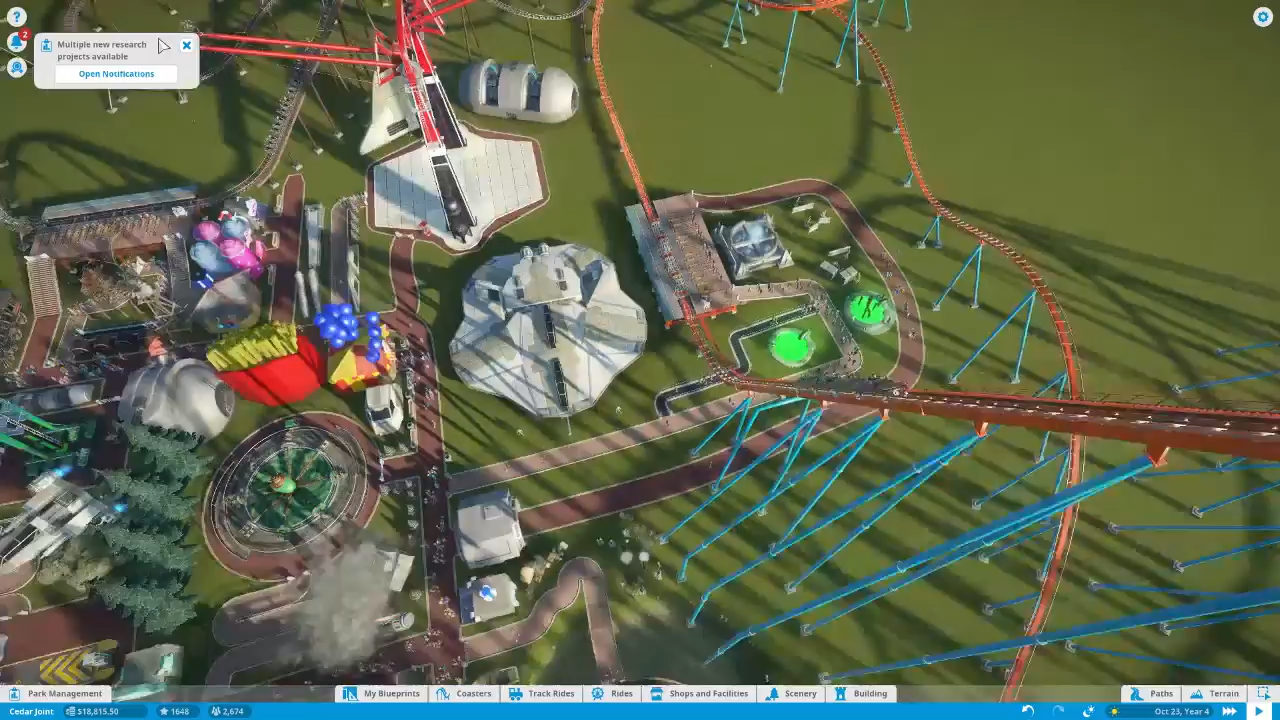 ?
2
Multiple new research
projects available
Open Notifications
Park Management
My Blueprints
Coasters
Track Rides
Rides
Shops and Facilities
Scenery
Building
Paths
Terrain
Cedar Joint
$18,815.50
1648
2,674
Oct 23, Year 4